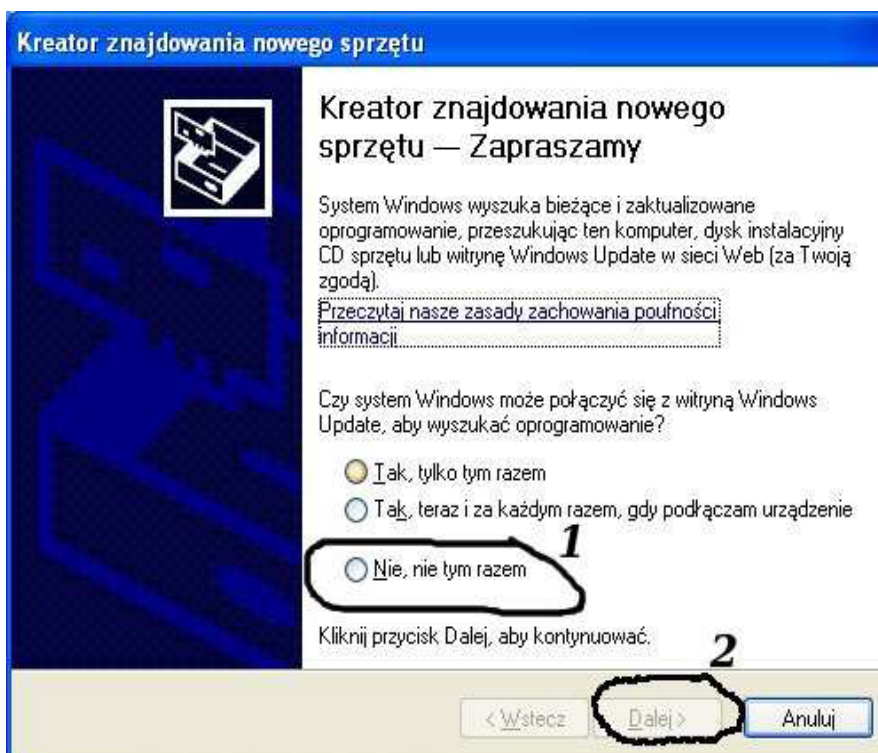 Kreator znajdowania nowego sprzętu
Kreator znajdowania nowego
sprzętu — Zapraszamy
System Windows wyszuka bieżące i zaktualizowane
oprogramowanie, przeszukując ten komputer, dysk instalacyjny
CD sprzętu lub witrynę Windows Update w sieci Web (za Twoją
zgodą).
Przeczytaj nasze zasady zachowania poufności
informacji
Czy system Windows może połączyć się z witryną Windows
Update, aby wyszukać oprogramowanie?
Tak, tylko tym razem
Tak, teraz i za każdym razem, gdy podłączam urządzenie
1
Nie, nie tym razem
Kliknij przycisk Dalej, aby kontynuować.
2
< Wstecz Dalej > Anuluj